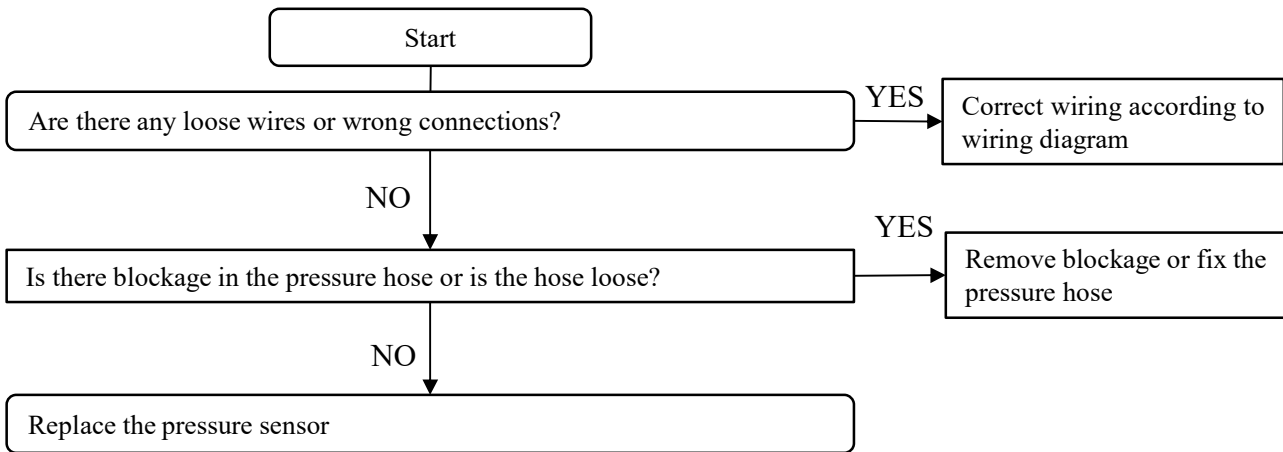 Start
Are there any loose wires or wrong connections?
YES
Correct wiring according to
wiring diagram
NO
Is there blockage in the pressure hose or is the hose loose?
YES
Remove blockage or fix the
pressure hose
NO
Replace the pressure sensor